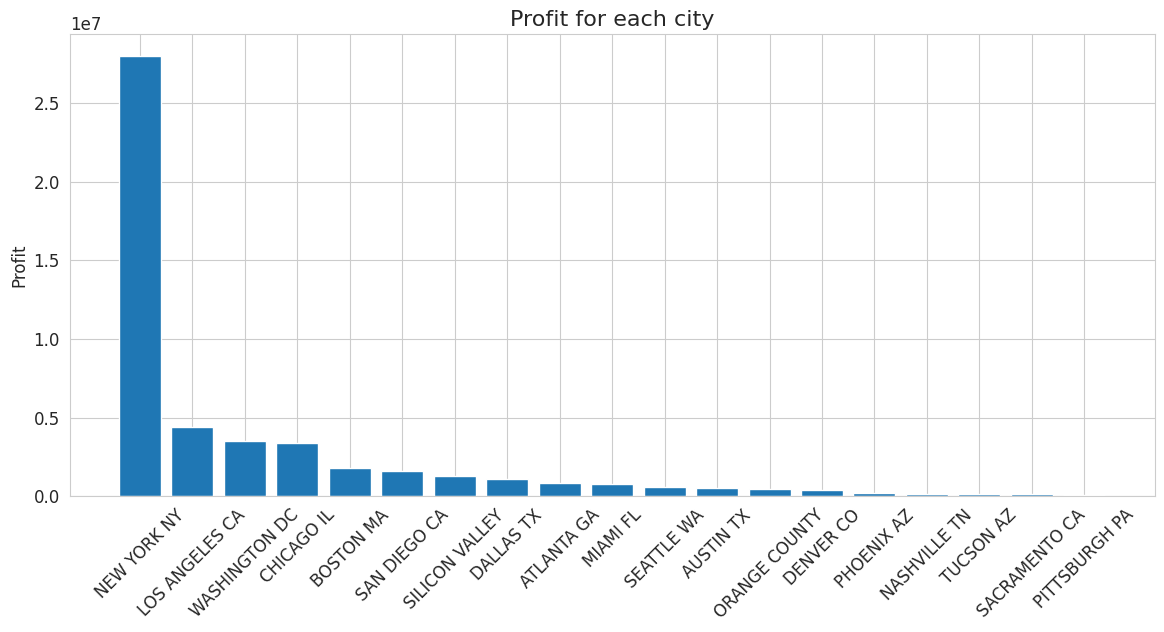 Profit for each city
1e7
2.5
2.0
1.5
1.0
0.5
0.0
Profit
NEW YORK NY
LOS ANGELES CA
WASHINGTON DC
CHICAGO IL
BOSTON MA
SAN DIEGO CA
SILICON VALLEY
DALLAS TX
ATLANTA GA
MIAMI FL
SEATTLE WA
AUSTIN TX
ORANGE COUNTY
DENVER CO
PHOENIX AZ
NASHVILLE TN
TUCSON AZ
SACRAMENTO CA
PITTSBURGH PA